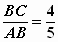 BC/AB = 4/5